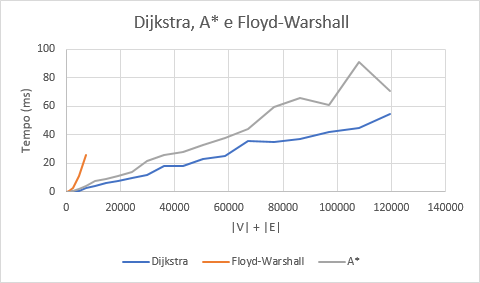 Dijkstra, A* e Floyd-Warshall
100
80
60
40
20
0
Tempo (ms)
0 20000 40000 60000 80000 100000 120000 140000
|V| + |E|
Dijkstra Floyd-Warshall A*